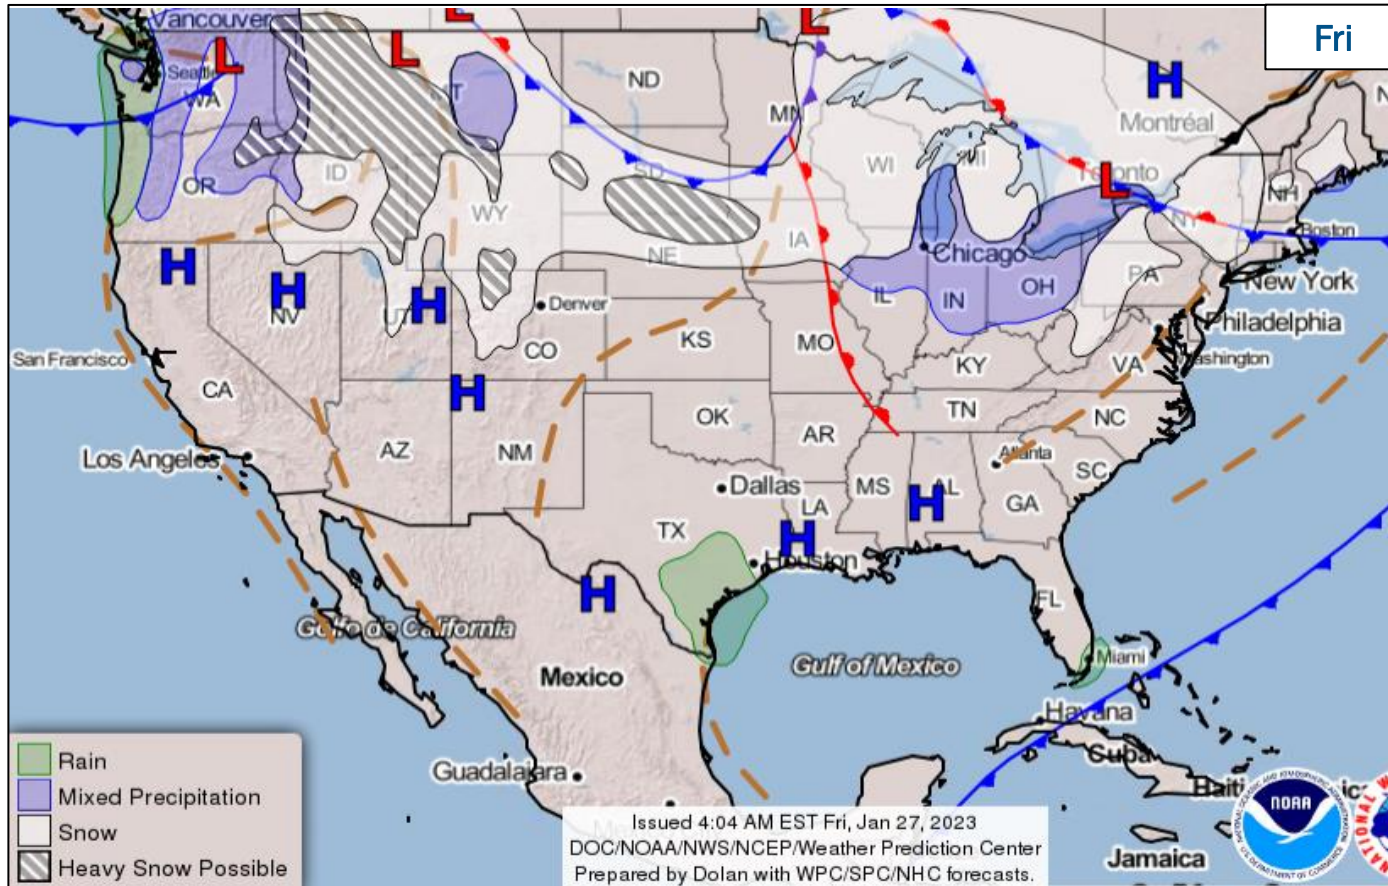 Fri
Vancouver
L
L
L
L
H
Seattle
WA
ND
MN
Montréal
OR
ID
SD
WI
MI
Toronto
L
NH
WY
NE
IA
NY
Boston
Chicago
H
H
H
NV
UT
Denver
IL
IN
OH
PA
New York
Philadelphia
San Francisco
CO
KS
MO
KY
VA
Washington
CA
H
OK
AR
TN
NC
Los Angeles
AZ
NM
Atlanta
SC
Dallas
LA
MS
AL
GA
H
TX
H
Houston
H
FL
Golfo de California
Mexico
Gulf of Mexico
Miami
Havana
Cuba
Guadalajara
Jamaica
NOAA
Rain
Mixed Precipitation
Snow
Heavy Snow Possible
Issued 4:04 AM EST Fri, Jan 27, 2023
DOC/NOAA/NWS/NCEP/Weather Prediction Center
Prepared by Dolan with WPC/SPC/NHC forecasts.